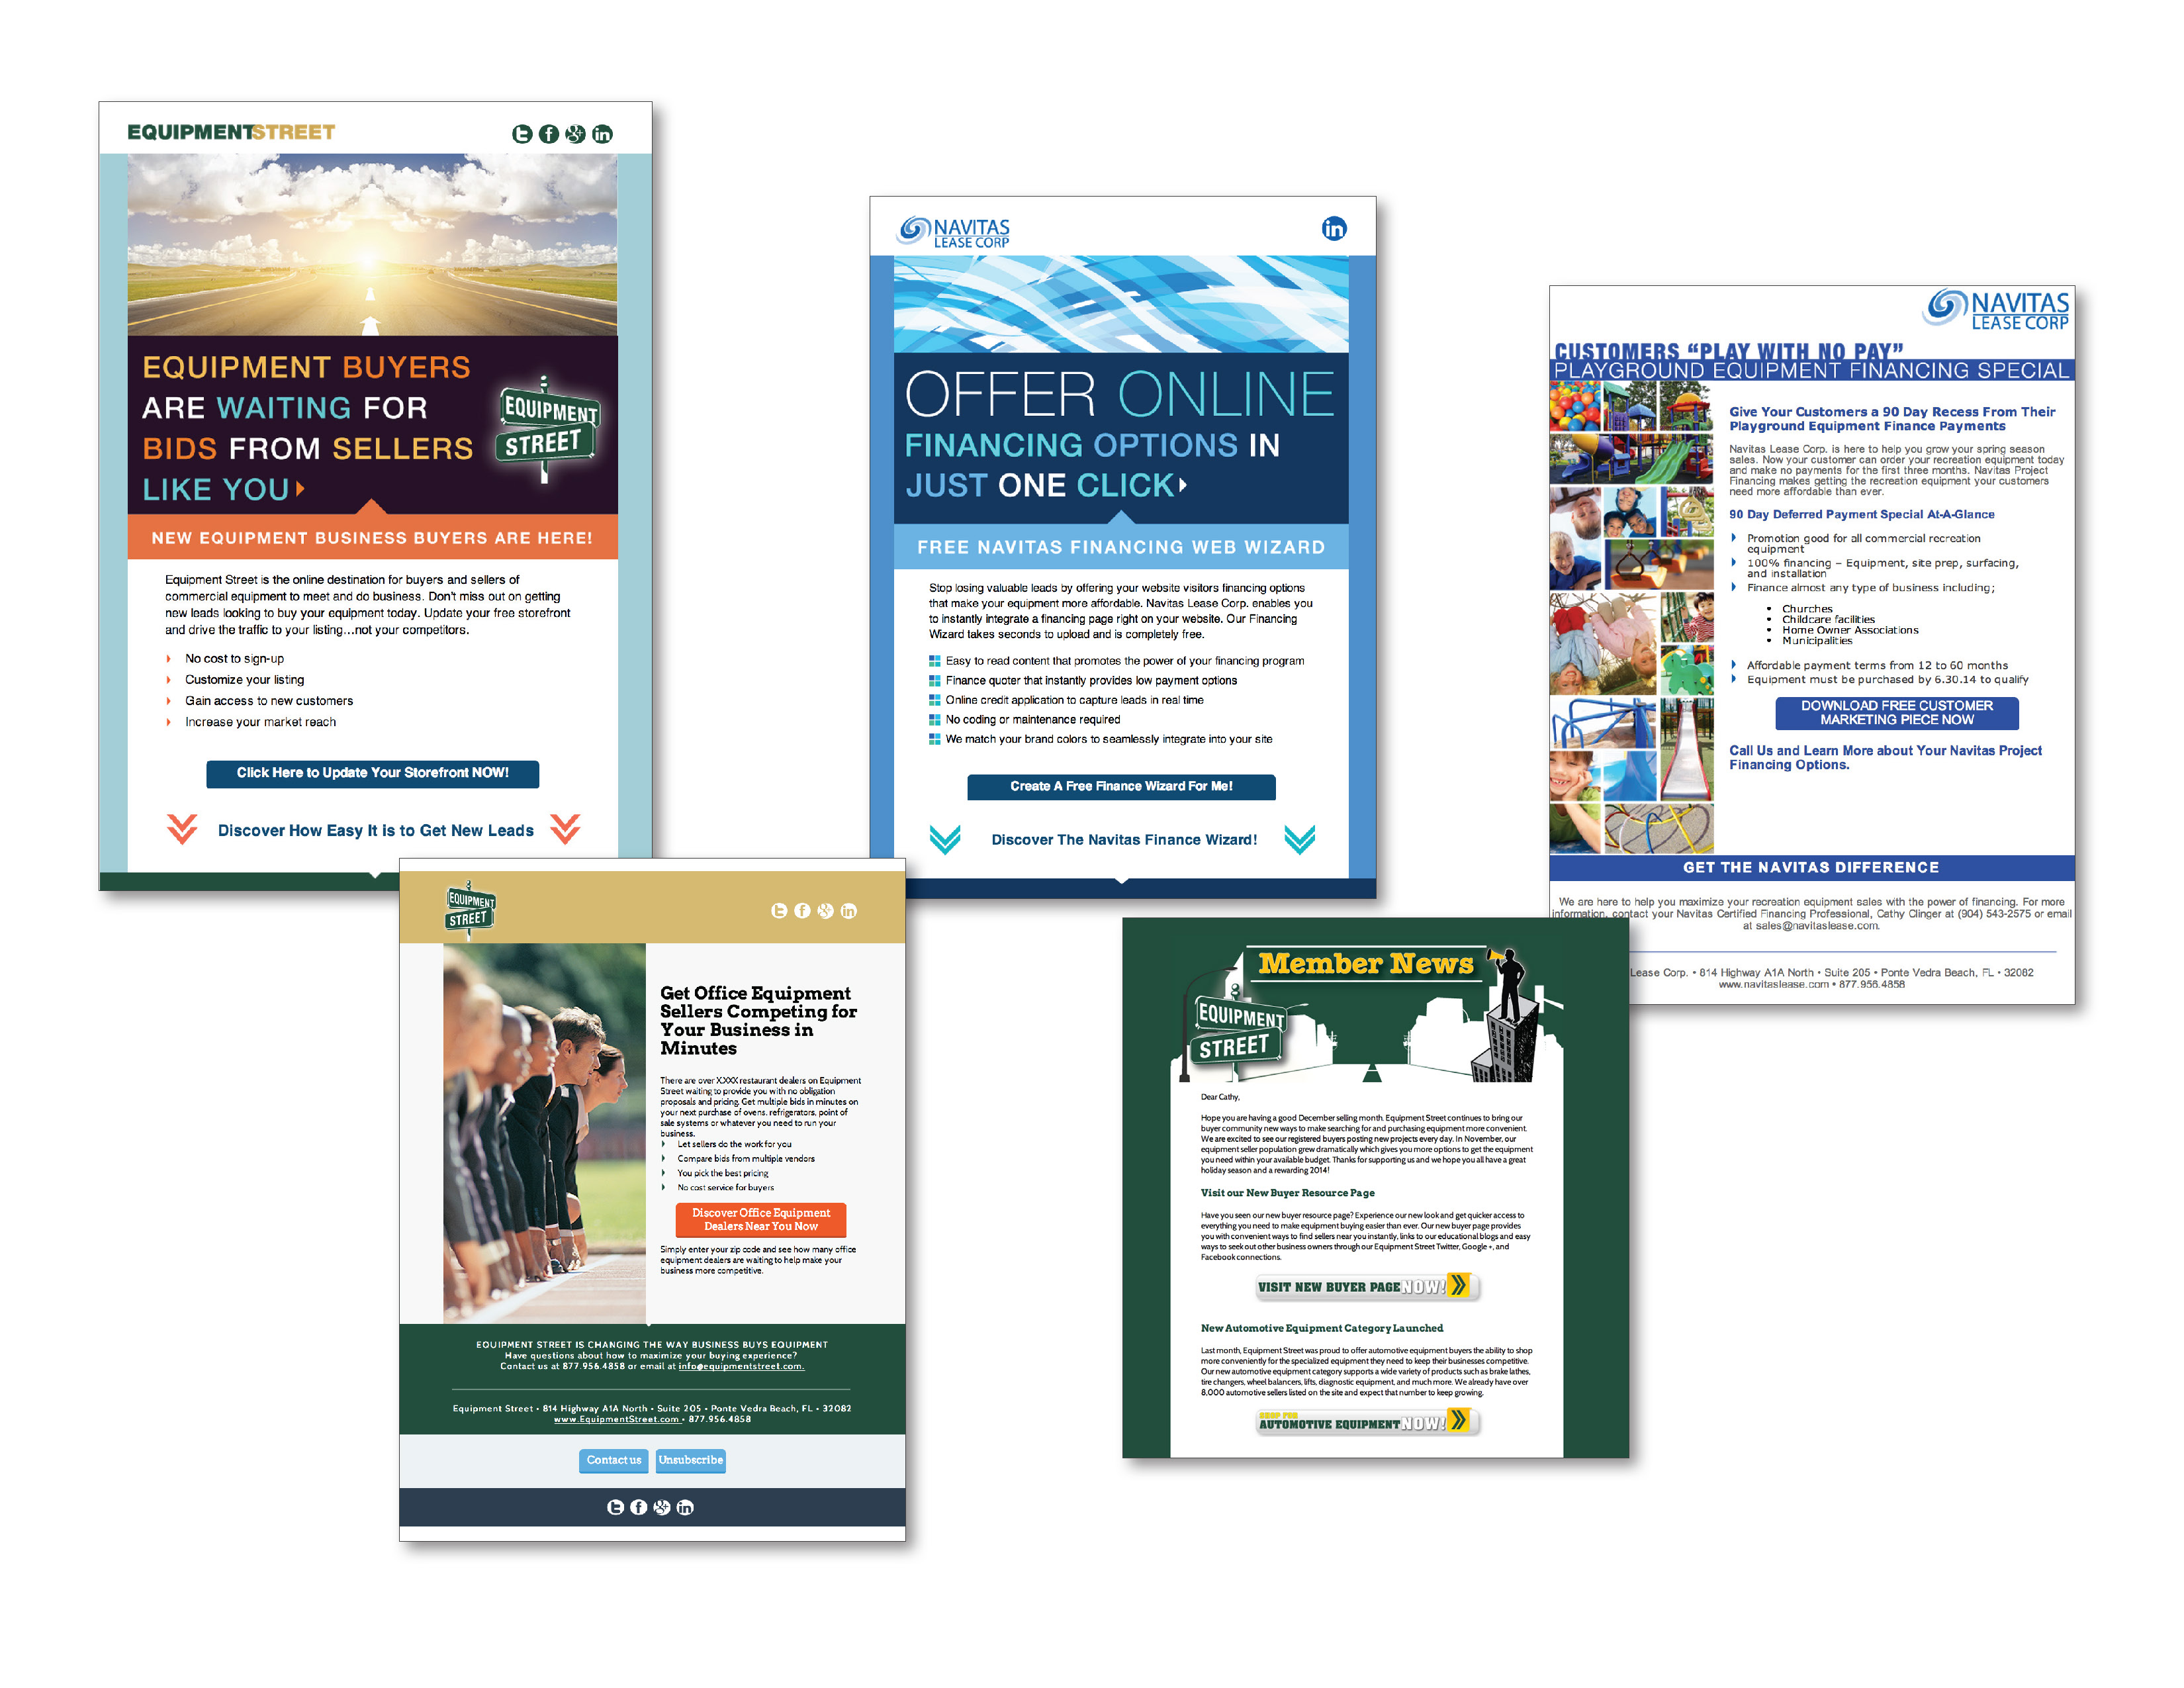 EQUIPMENTSTREET
EQUIPMENT BUYERS
ARE WAITING FOR
BIDS FROM SELLERS
LIKE YOU
EQUIPMENT
STREET
NEW EQUIPMENT BUSINESS BUYERS ARE HERE!
Equipment Street is the online destination for buyers and sellers of
commercial equipment to meet and do business. Don't miss out on getting
new leads looking to buy your equipment today. Update your free storefront
and drive the traffic to your listing...not your competitors.
No cost to sign-up
Customize your listing
Gain access to new customers
Increase your market reach
Click Here to Update Your Storefront NOW!
Discover How Easy It is to Get New Leads
NAVITAS
LEASE CORP
in
OFFER ONLINE
FINANCING OPTIONS IN
JUST ONE CLICK
FREE NAVITAS FINANCING WEB WIZARD
Stop losing valuable leads by offering your website visitors financing options
that make your equipment more affordable. Navitas Lease Corp. enables you
to instantly integrate a financing page right on your website. Our Financing
Wizard takes seconds to upload and is completely free.
Easy to read content that promotes the power of your financing program
Finance quoter that instantly provides low payment options
Online credit application to capture leads in real time
No coding or maintenance required
We match your brand colors to seamlessly integrate into your site
Create A Free Finance Wizard For Me!
Discover The Navitas Finance Wizard!
NAVITAS
LEASE CORP
CUSTOMERS “PLAY WITH NO PAY”
PLAYGROUND EQUIPMENT FINANCING SPECIAL
Give Your Customers a 90 Day Recess From Their
Playground Equipment Finance Payments
Navitas Lease Corp. is here to help you grow your spring season
sales. Now your customer can order your recreation equipment today
and make no payments for the first three months. Navitas Project
Financing makes getting the recreation equipment your customers
need more affordable than ever.
90 Day Deferred Payment Special At-A-Glance
Promotion good for all commercial recreation
equipment
100% financing – Equipment, site prep, surfacing,
and installation
Finance almost any type of business including;
• Churches
• Childcare facilities
• Home Owner Associations
• Municipalities
Affordable payment terms from 12 to 60 months
Equipment must be purchased by 6.30.14 to qualify
DOWNLOAD FREE CUSTOMER
MARKETING PIECE NOW
Call Us and Learn More about Your Navitas Project
Financing Options.
GET THE NAVITAS DIFFERENCE
We are here to help you maximize your recreation equipment sales with the power of financing. For more
information, contact your Navitas Certified Financing Professional, Cathy Clinger at (904) 543-2575 or email
at sales@navitaslease.com.
Lease Corp. • 814 Highway A1A North • Suite 205 • Ponte Vedra Beach, FL • 32082
www.navitaslease.com • 877.956.4858
EQUIPMENT
STREET
Get Office Equipment
Sellers Competing for
Your Business in
Minutes
There are over X,XXX restaurant dealers on Equipment
Street waiting to provide you with no obligation
proposals and pricing. Get multiple bids in minutes on
your next purchase of ovens, refrigerators, point of
sale systems or whatever you need to run your
business.
Let sellers do the work for you
Compare bids from multiple vendors
You pick the best pricing
No cost service for buyers
Discover Office Equipment
Dealers Near You Now
Simply enter your zip code and see how many office
equipment dealers are waiting to help make your
business more competitive.
EQUIPMENT STREET IS CHANGING THE WAY BUSINESS BUYS EQUIPMENT
Have questions about how to maximize your buying experience?
Contact us at 877.956.4858 or email at info@equipmentstreet.com.
Equipment Street • 814 Highway A1A North • Suite 205 • Ponte Vedra Beach, FL • 32082
www.EquipmentStreet.com • 877.956.4858
Contact us
Unsubscribe
Member News
EQUIPMENT
STREET
Dear Cathy,
Hope you are having a good December selling month. Equipment Street continues to bring our
buyer community new ways to make searching for and purchasing equipment more convenient.
We are excited to see our registered buyers posting new projects every day. In November, our
equipment seller population grew dramatically which gives you more options to get the equipment
you need within your available budget. Thanks for supporting us and we hope you all have a great
holiday season and a rewarding 2014!
Visit our New Buyer Resource Page
Have you seen our new buyer resource page? Experience our new look and get quicker access to
everything you need to make equipment buying easier than ever. Our new buyer page provides
you with convenient ways to find sellers near you instantly, links to our educational blogs and easy
ways to seek out other business owners through our Equipment Street Twitter, Google +, and
Facebook connections.
VISIT NEW BUYER PAGE NOW!
New Automotive Equipment Category Launched
Last month, Equipment Street was proud to offer automotive equipment buyers the ability to shop
more conveniently for the specialized equipment they need to keep their businesses competitive.
Our new automotive equipment category supports a wide variety of products such as brake lathes,
tire changers, wheel balancers, lifts, diagnostic equipment, and much more. We already have over
8,000 automotive sellers listed on the site and expect that number to keep growing.
SHOP FOR
AUTOMOTIVE EQUIPMENT NOW!